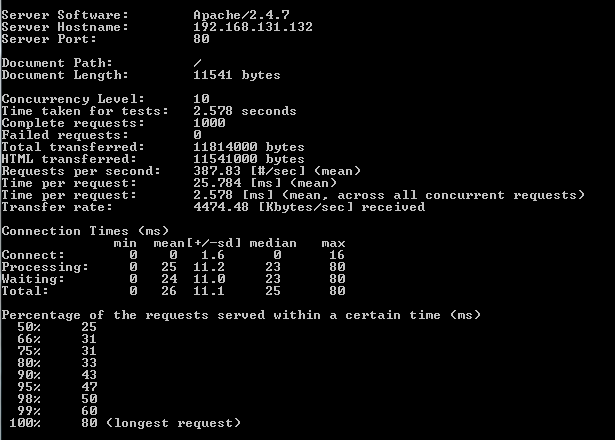 Server Software:        Apache/2.4.7
Server Hostname:        192.168.131.132
Server Port:            80
Document Path:          /
Document Length:        11541 bytes
Concurrency Level:      10
Time taken for tests:   2.578 seconds
Complete requests:      1000
Failed requests:        0
Total transferred:      11814000 bytes
HTML transferred:       11541000 bytes
Requests per second:    387.83 [#/sec] (mean)
Time per request:       25.784 [ms] (mean)
Time per request:       2.578 [ms] (mean, across all concurrent requests)
Transfer rate:          4474.48 [Kbytes/sec] received
Connection Times (ms)
              min  mean[+/-sd] median   max
Connect:        0    0   1.6      0      16
Processing:     0   25  11.2     23      80
Waiting:        0   24  11.0     23      80
Total:          0   26  11.1     25      80
Percentage of the requests served within a certain time (ms)
  50%     25
  66%     31
  75%     31
  80%     33
  90%     43
  95%     47
  98%     50
  99%     60
 100%     80 (longest request)